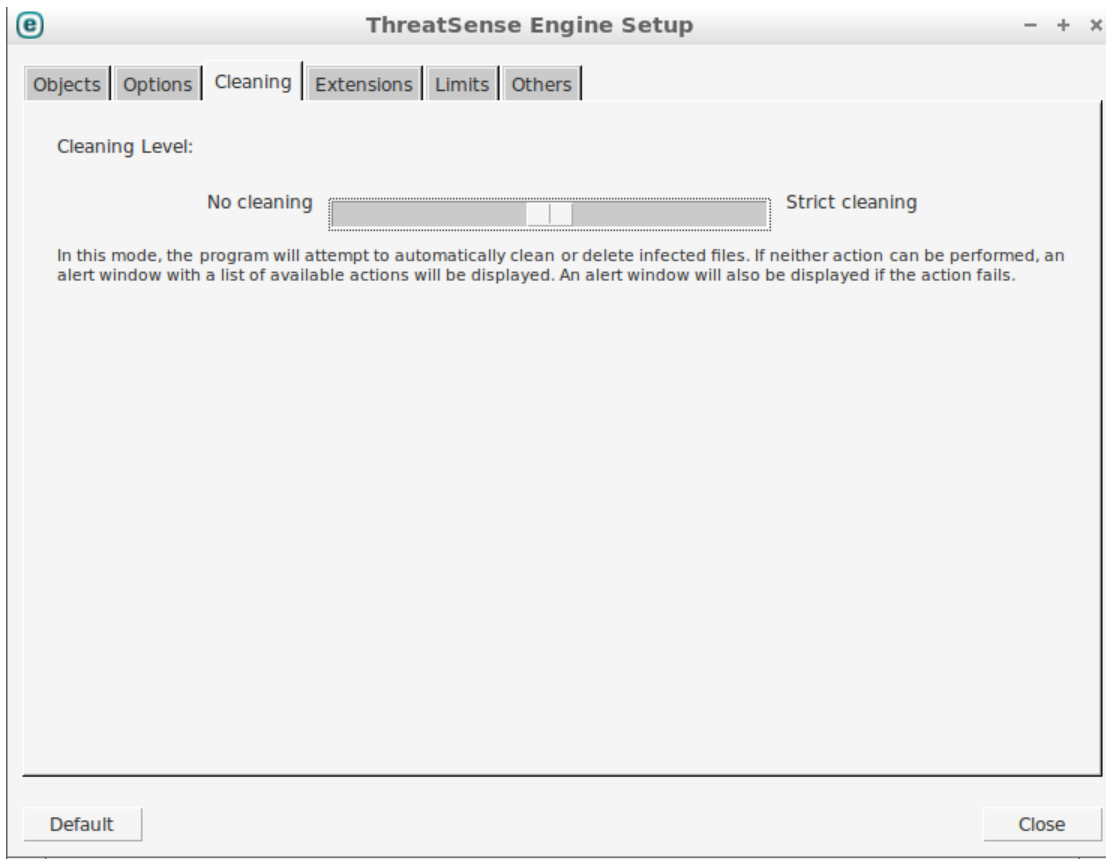 e ThreatSense Engine Setup
Objects Options Cleaning Extensions Limits Others
Cleaning Level:
No cleaning Strict cleaning
In this mode, the program will attempt to automatically clean or delete infected files. If neither action can be performed, an
alert window with a list of available actions will be displayed. An alert window will also be displayed if the action fails.
Default Close